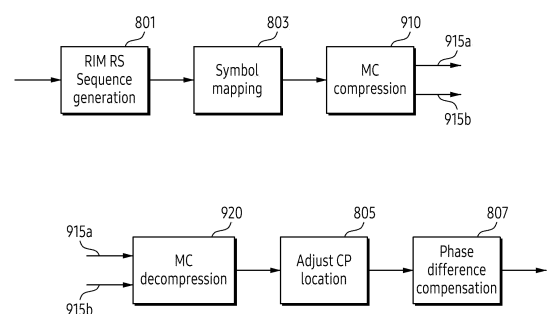 801
803
910
RIM RS
Sequence
generation
Symbol
mapping
MC
compression
915a
915b
920
805
807
915a
915b
MC
decompression
Adjust CP
location
Phase
difference
compensation